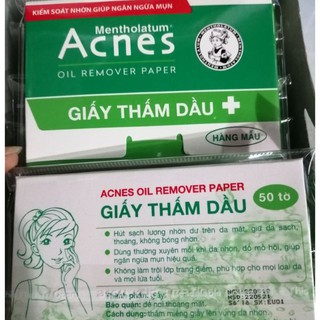 KIỂM SOÁT NHỜN GIÚP NGĂN NGỪA MỤN
Mentholatum®
Acnes
OIL REMOVER PAPER
GIẤY THẤM DẦU
HÀNG MẪU
ACNES OIL REMOVER PAPER
GIẤY THẤM DẦU
50 tờ
Hút sạch lượng nhờn dư trên da mặt, giữ da sạch, thoáng, không bóng nhờn.
Dùng thường xuyên mỗi khi da nhờn, đổ mồ hôi, giúp ngăn ngừa mụn hiệu quả.
Không làm trôi lớp trang điểm, phù hợp cho mọi loại da và mọi lứa tuổi.
Thành phần: Giấy.
Bảo quản: để nơi thoáng mát.
Cách dùng: thấm miếng giấy lên vùng da